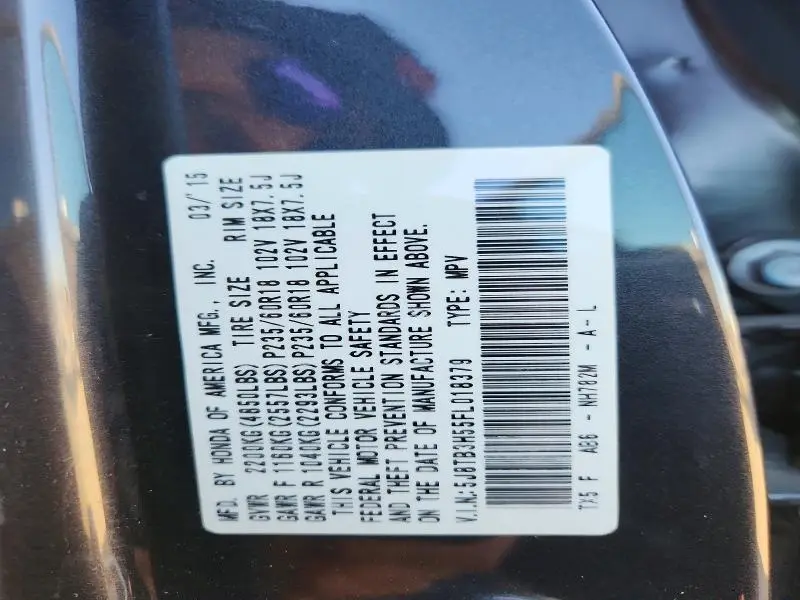 MFD. BY HONDA OF AMERICA MFG., INC. 03/'15
GVWR 2200KG(4850LBS) TIRE SIZE RIM SIZE
GAWR F 1160KG(2557LBS)P235/60R18 102V 18X7.5J
GAWR R 1040KG(2293LBS)P235/60R18 102V 18X7.5J
THIS VEHICLE CONFORMS TO ALL APPLICABLE
FEDERAL MOTOR VEHICLE SAFETY
AND THEFT PREVENTION STANDARDS IN EFFECT
ON THE DATE OF MANUFACTURE SHOWN ABOVE.
V.I.N:5J8TB3H55FL018379 TYPE: MPV
TX5 F AB6 - NH782M - A - L